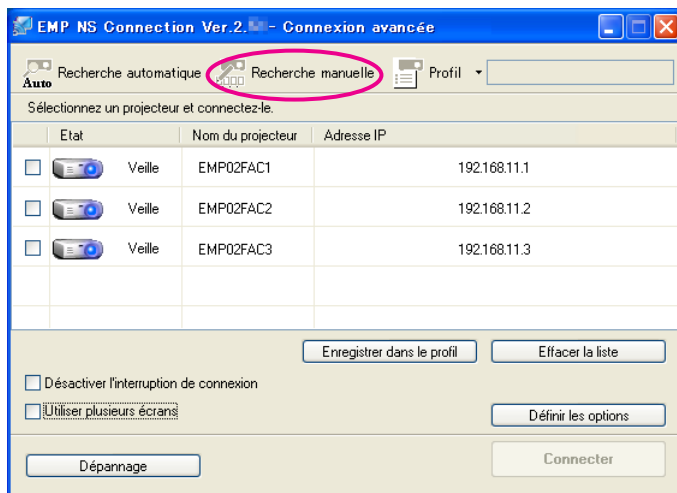 EMP NS Connection Ver.2. - Connexion avancée
Auto Recherche automatique Recherche manuelle Profil
Sélectionnez un projecteur et connectez-le.
Etat Nom du projecteur Adresse IP
Veille EMP02FAC1 192.168.11.1
Veille EMP02FAC2 192.168.11.2
Veille EMP02FAC3 192.168.11.3
Enregistrer dans le profil Effacer la liste
Désactiver l'interruption de connexion
Utiliser plusieurs écrans Définir les options
Dépannage Connecter